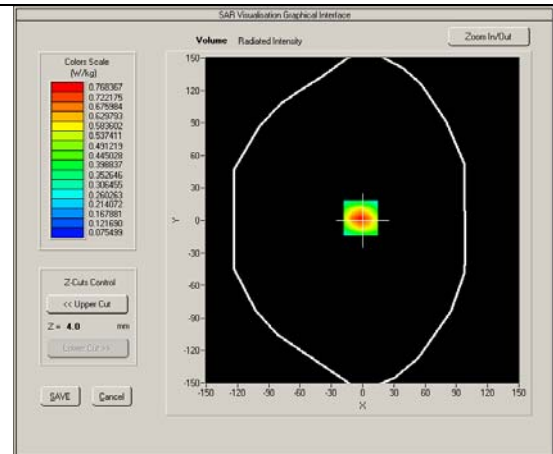 SAR Visualisation Graphical Interface
Volume Radiated Intensity
Zoom In/Out
Colors Scale
(W/kg)
0.768367
0.722175
0.675984
0.629793
0.583602
0.537411
0.491219
0.445028
0.398837
0.352646
0.306455
0.260263
0.214072
0.167881
0.121690
0.075499
Z-Cuts Control
<< Upper Cut
Z = 4.0 mm
Lower Cut >>
SAVE Cancel
150
120
90
60
30
0
-30
-60
-90
-120
-150
Y
-150 -120 -90 -60 -30 0 30 60 90 120 150
X